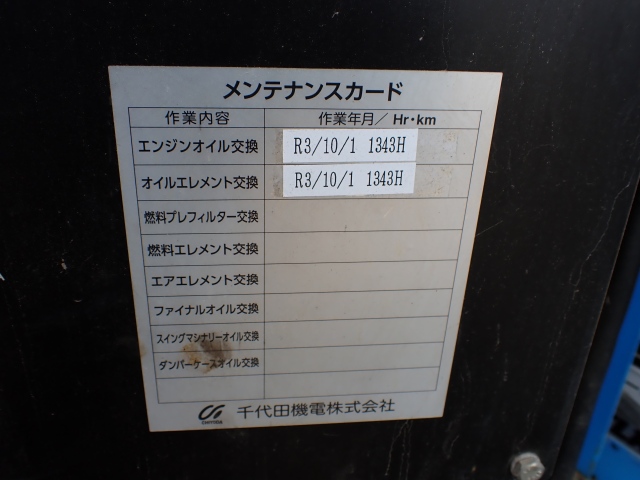 メンテナンスカード
作業内容 作業年月／Hr・km
エンジンオイル交換 R3/10/1 1343H
オイルエレメント交換 R3/10/1 1343H
燃料プレフィルター交換
燃料エレメント交換
エアエレメント交換
ファイナルオイル交換
スイングマシナリーオイル交換
ダンパーケースオイル交換
千代田機電株式会社